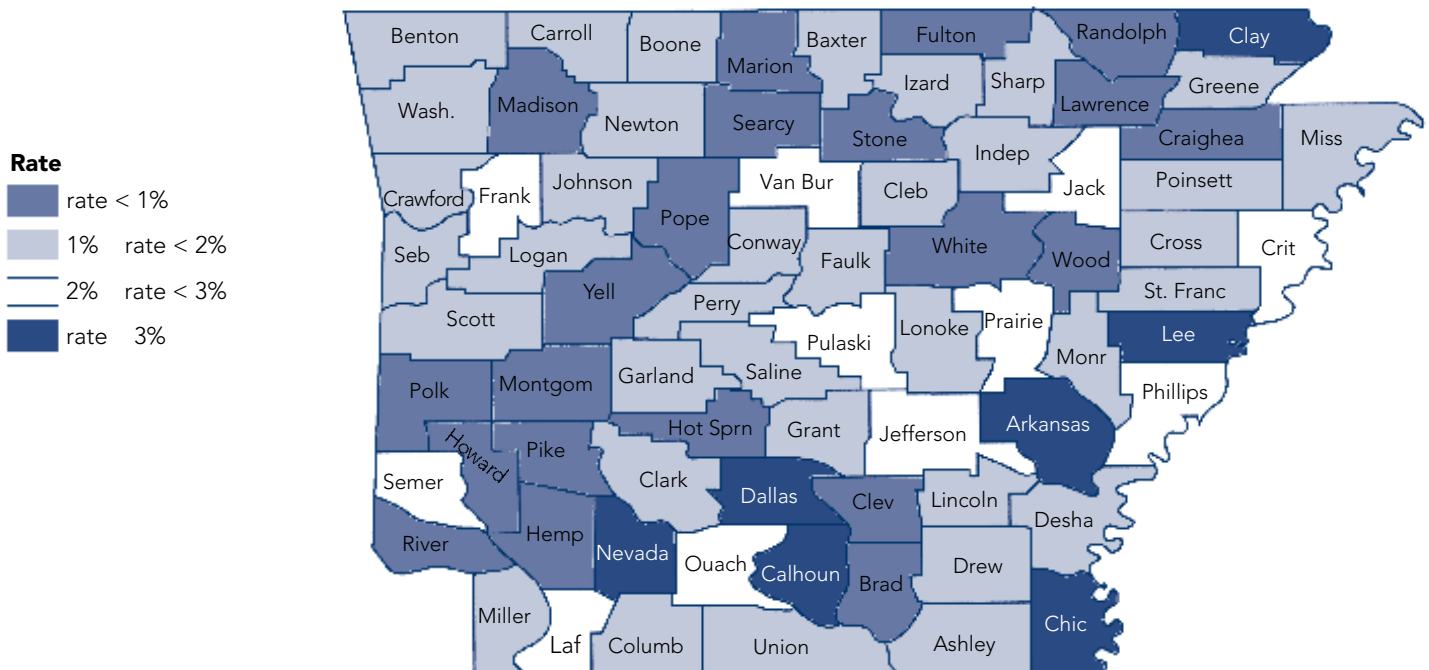 Rate
rate < 1%
1% rate < 2%
2% rate < 3%
rate 3%
Benton
Carroll
Boone
Marion
Baxter
Fulton
Randolph
Clay
Wash.
Madison
Newton
Searcy
Stone
Izard
Sharp
Lawrence
Greene
Craighea
Miss
Crawford
Frank
Johnson
Pope
Van Bur
Cleb
Indep
Jack
Poinsett
Seb
Logan
Conway
Faulk
White
Wood
Cross
Crit
Scott
Yell
Perry
Pulaski
Lonoke
Prairie
Monr
St. Franc
Lee
Phillips
Polk
Montgom
Garland
Saline
Hot Sprn
Grant
Jefferson
Arkansas
Semer
Howard
Pike
Clark
Dallas
Clev
Lincoln
Desha
River
Hemp
Nevada
Ouach
Calhoun
Brad
Drew
Chic
Miller
Laf
Columb
Union
Ashley